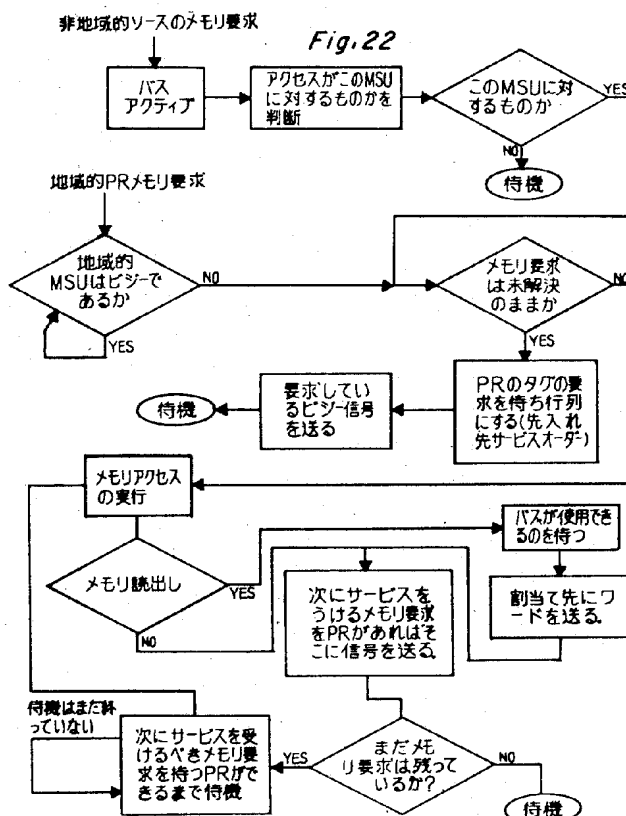 非地域的ソースのメモリ要求
Fig.22
バス
アクティブ
アクセスがこのMSU
に対するものかを
判断
このMSUに対
するものか
YES
NO
待機
地域的PRメモリ要求
地域的
MSUはビジーで
あるか
NO
YES
メモリ要求
は未解決
のままか
NO
YES
PRのタグの要
求を待ち行列
にする(先入れ
先サービスオーダー)
要求してい
るビジー信号
を送る
待機
メモリアクセス
の実行
メモリ読出し
YES
NO
バスが使用でき
るのを待つ
割当て先にワ
ードを送る.
次にサービスを
うけるメモリ要求
をPRがあればそ
こに信号を送る.
待機はまだ終
っていない
次にサービスを受
けるべきメモリ要
求を持つPRがで
きるまで待機
YES
まだメモ
リ要求は残って
いるか?
NO
待機